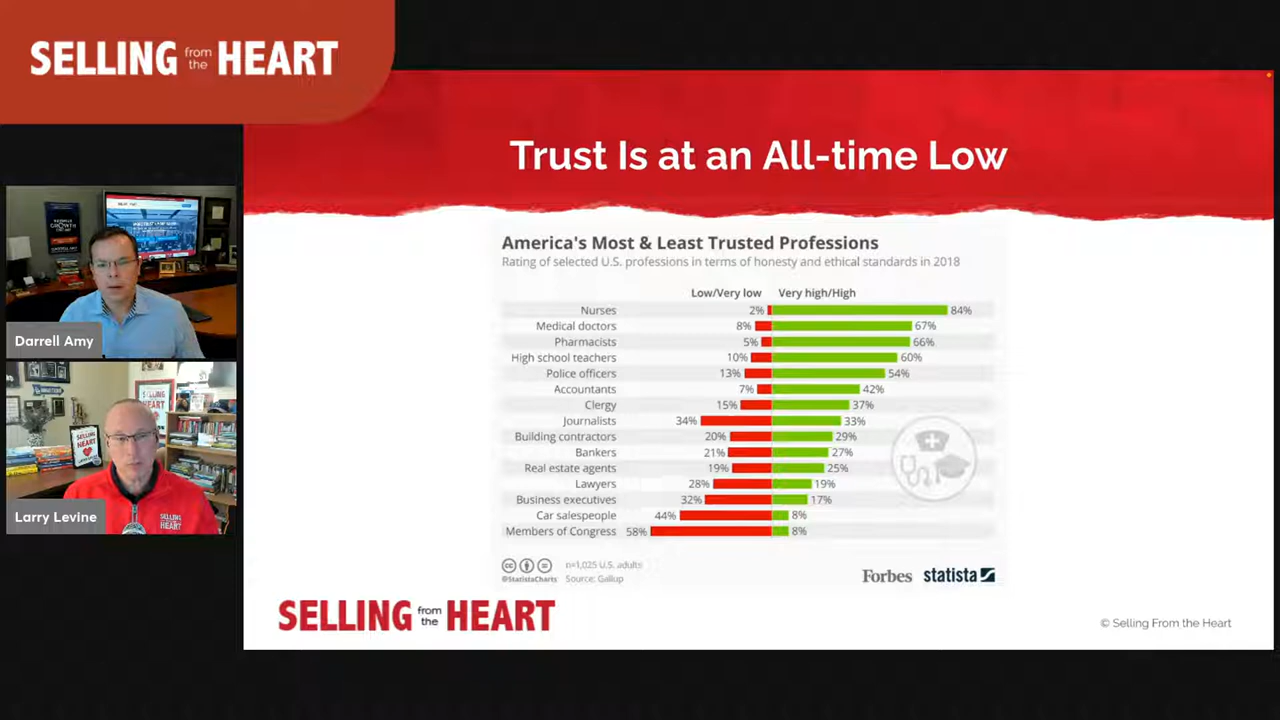 SELLING from the HEART
Trust Is at an All-time Low
Darrell Amy
Larry Levine
America's Most & Least Trusted Professions
Rating of selected U.S. professions in terms of honesty and ethical standards in 2018
Low/Very low Very high/High
Nurses 2% 84%
Medical doctors 8% 67%
Pharmacists 5% 66%
High school teachers 10% 60%
Police officers 13% 54%
Accountants 7% 42%
Clergy 15% 37%
Journalists 34% 33%
Building contractors 20% 29%
Bankers 21% 27%
Real estate agents 19% 25%
Lawyers 28% 19%
Business executives 32% 17%
Car salespeople 44% 8%
Members of Congress 58% 8%
n=1,025 U.S. adults
@StatistaCharts Source: Gallup
Forbes statista
SELLING from the HEART
© Selling From the Heart
SELLING
HEART